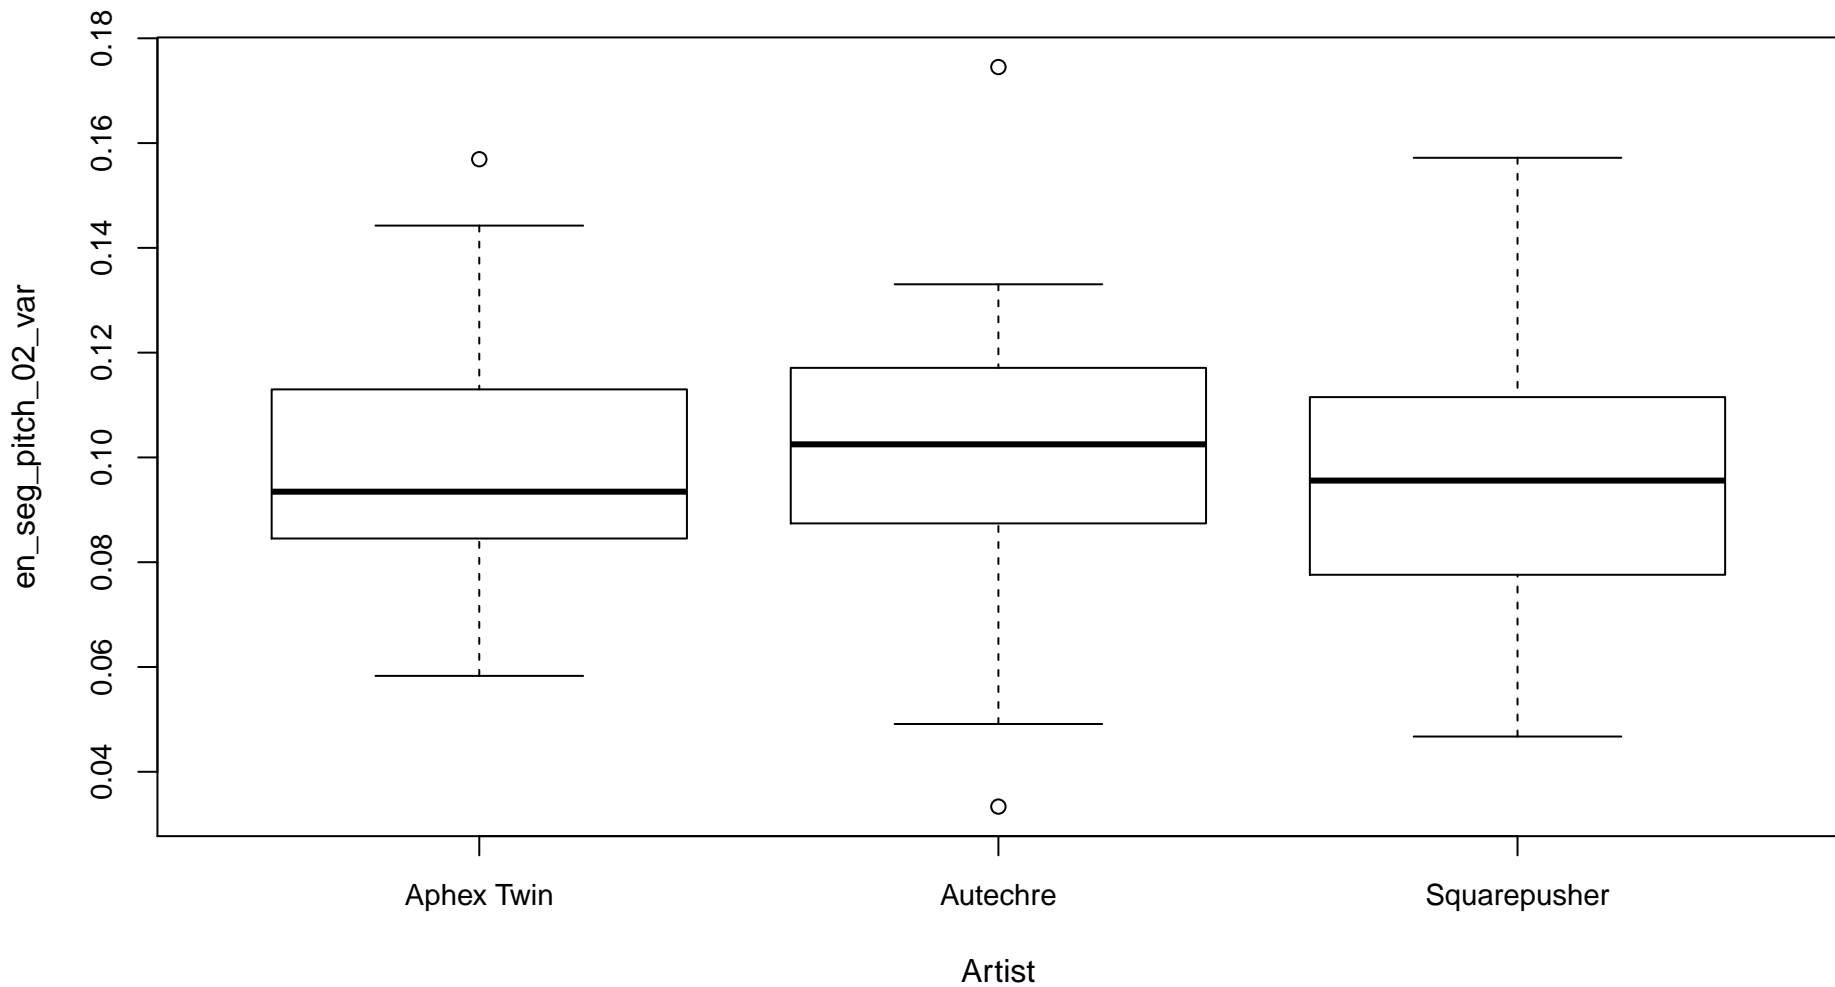 en_seg_pitch_02_var
0.18
0.16
0.14
0.12
0.10
0.08
0.06
0.04
Aphex Twin
Autechre
Squarepusher
Artist